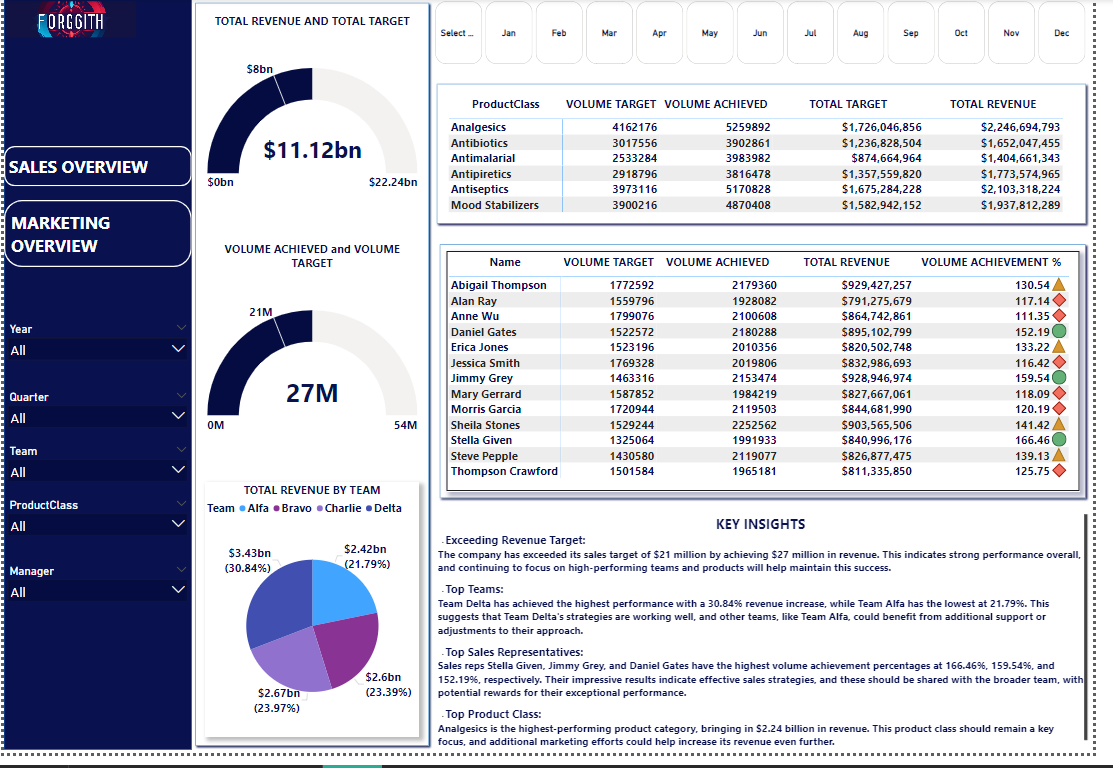 FORGGITH
SALES OVERVIEW
MARKETING
OVERVIEW
Year
All
Quarter
All
Team
All
ProductClass
All
Manager
All
TOTAL REVENUE AND TOTAL TARGET
$8bn
$11.12bn
$0bn $22.24bn
VOLUME ACHIEVED and VOLUME
TARGET
21M
27M
0M 54M
TOTAL REVENUE BY TEAM
Team Alfa Bravo Charlie Delta
$3.43bn
(30.84%)
$2.42bn
(21.79%)
$2.6bn
(23.39%)
$2.67bn
(23.97%)
Select ... Jan Feb Mar Apr May Jun Jul Aug Sep Oct Nov Dec
ProductClass VOLUME TARGET VOLUME ACHIEVED TOTAL TARGET TOTAL REVENUE
Analgesics 4162176 5259892 $1,726,046,856 $2,246,694,793
Antibiotics 3017556 3902861 $1,236,828,504 $1,652,047,455
Antimalarial 2533284 3983982 $874,664,964 $1,404,661,343
Antipiretics 2918796 3816478 $1,357,559,820 $1,773,574,965
Antiseptics 3973116 5170828 $1,675,284,228 $2,103,318,224
Mood Stabilizers 3900216 4870408 $1,582,942,152 $1,937,812,289
Name VOLUME TARGET VOLUME ACHIEVED TOTAL REVENUE VOLUME ACHIEVEMENT %
Abigail Thompson 1772592 2179360 $929,427,257 130.54
Alan Ray 1559796 1928082 $791,275,679 117.14
Anne Wu 1799076 2100608 $864,742,861 111.35
Daniel Gates 1522572 2180288 $895,102,799 152.19
Erica Jones 1523196 2010356 $820,502,748 133.22
Jessica Smith 1769328 2019806 $832,986,693 116.42
Jimmy Grey 1463316 2153474 $928,946,974 159.54
Mary Gerrard 1587852 1984219 $827,667,061 118.09
Morris Garcia 1720944 2119503 $844,681,990 120.19
Sheila Stones 1529244 2252562 $903,565,506 141.42
Stella Given 1325064 1991933 $840,996,176 166.46
Steve Pepple 1430580 2119077 $826,877,475 139.13
Thompson Crawford 1501584 1965181 $811,335,850 125.75
KEY INSIGHTS
. Exceeding Revenue Target:
The company has exceeded its sales target of $21 million by achieving $27 million in revenue. This indicates strong performance overall,
and continuing to focus on high-performing teams and products will help maintain this success.
. Top Teams:
Team Delta has achieved the highest performance with a 30.84% revenue increase, while Team Alfa has the lowest at 21.79%. This
suggests that Team Delta's strategies are working well, and other teams, like Team Alfa, could benefit from additional support or
adjustments to their approach.
. Top Sales Representatives:
Sales reps Stella Given, Jimmy Grey, and Daniel Gates have the highest volume achievement percentages at 166.46%, 159.54%, and
152.19%, respectively. Their impressive results indicate effective sales strategies, and these should be shared with the broader team, with
potential rewards for their exceptional performance.
. Top Product Class:
Analgesics is the highest-performing product category, bringing in $2.24 billion in revenue. This product class should remain a key
focus, and additional marketing efforts could help increase its revenue even further.